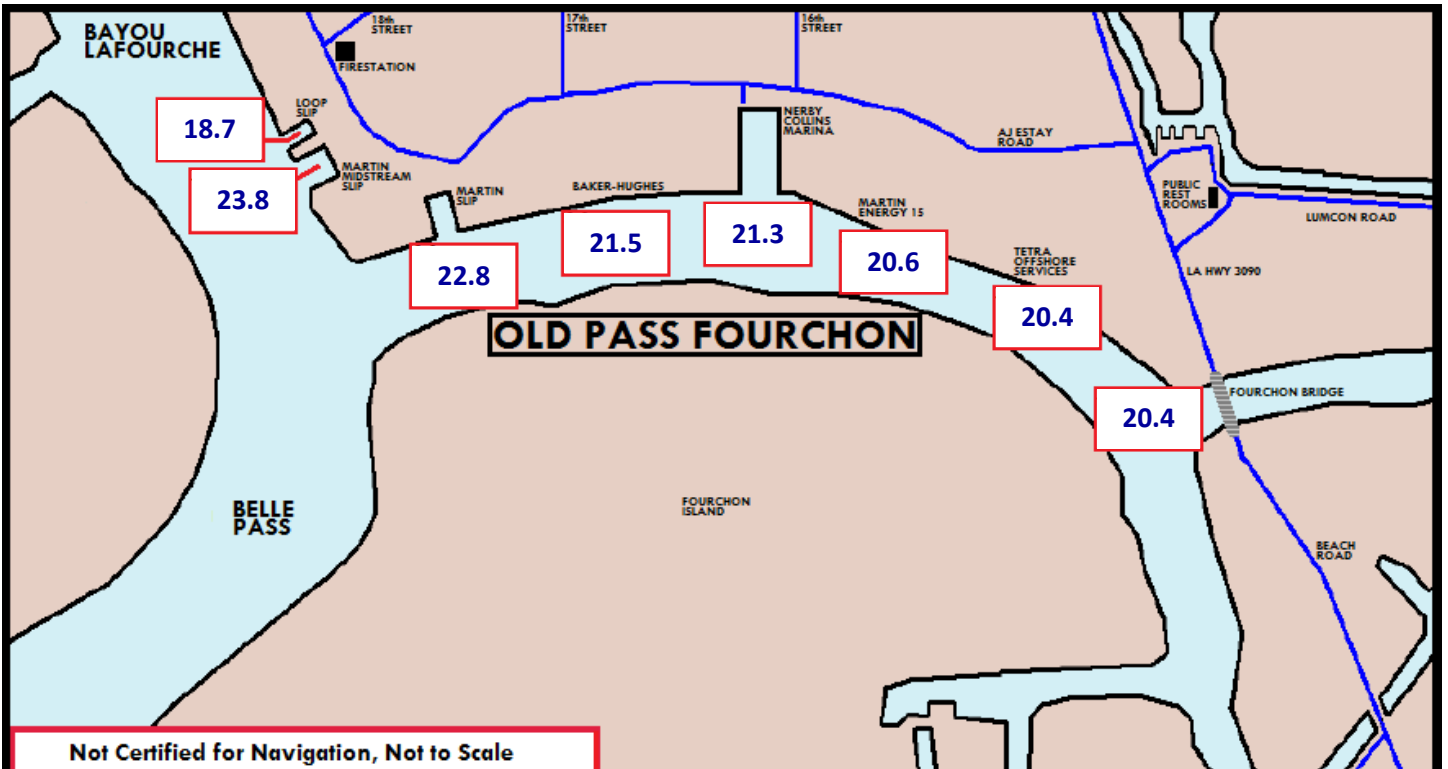 BAYOU
LAFOURCHE
18th
STREET
17th
STREET
16th
STREET
FIRESTATION
LOOP
SLIP
18.7
NERBY
COLLINS
MARINA
AJ ESTAY
ROAD
MARTIN
MIDSTREAM
SLIP
23.8
MARTIN
SLIP
BAKER-HUGHES
MARTIN
ENERGY 15
PUBLIC
REST
ROOMS
LUMCON ROAD
22.8
21.5
21.3
20.6
TETRA
OFFSHORE
SERVICES
20.4
LA HWY 3090
OLD PASS FOURCHON
20.4
FOURCHON BRIDGE
BELLE
PASS
FOURCHON
ISLAND
BEACH
ROAD
Not Certified for Navigation, Not to Scale